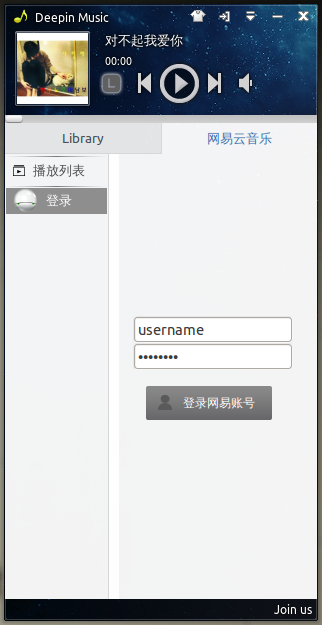 Deepin Music
对不起我爱你
00:00
L
Library
网易云音乐
播放列表
登录
username
••••••••
登录网易账号
Join us